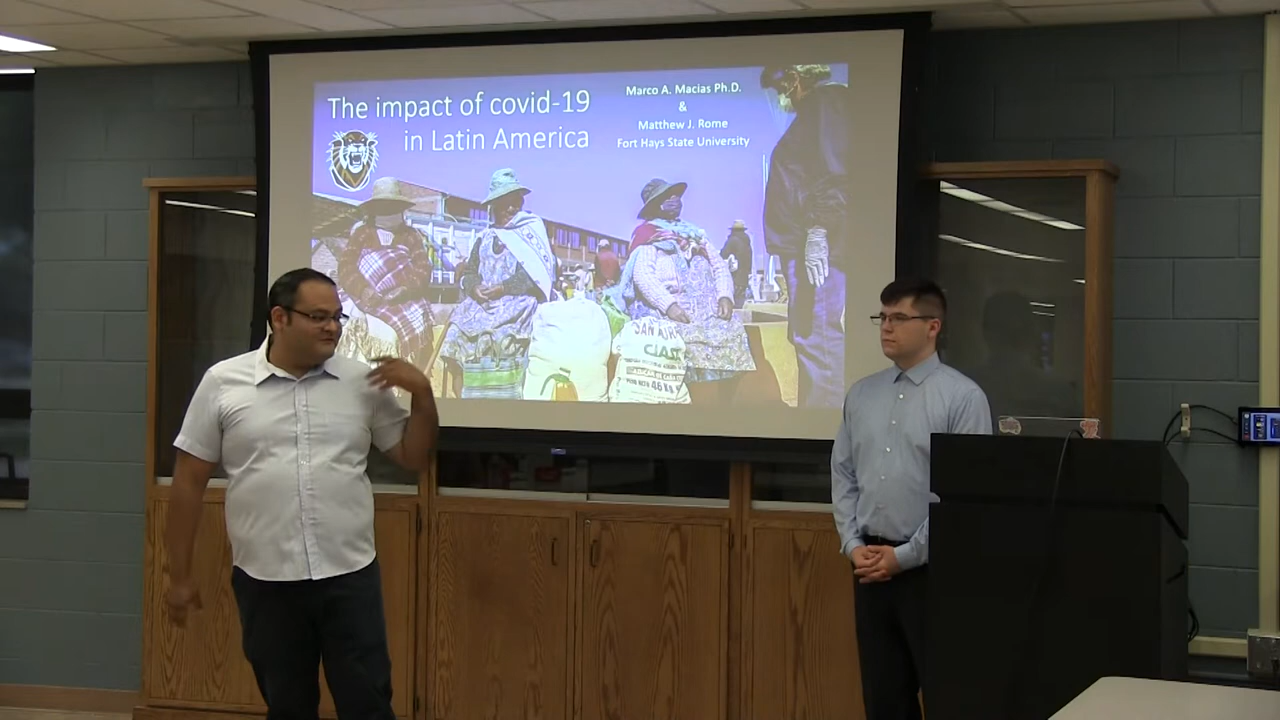 The impact of covid-19
in Latin America
Marco A. Macias Ph.D.
&
Matthew J. Rome
Fort Hays State University